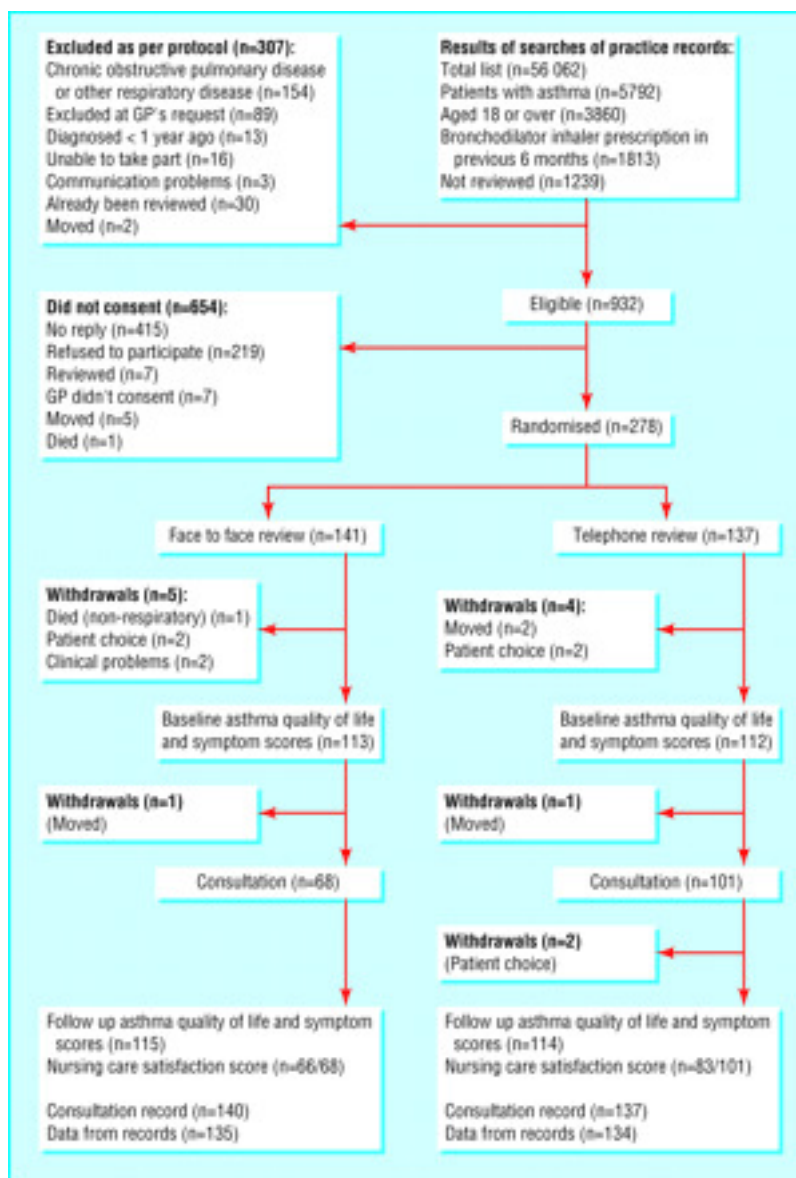 Excluded as per protocol (n=307):
Chronic obstructive pulmonary disease
or other respiratory disease (n=154)
Excluded at GP's request (n=89)
Diagnosed < 1 year ago (n=13)
Unable to take part (n=16)
Communication problems (n=3)
Already been reviewed (n=30)
Moved (n=2)
Results of searches of practice records:
Total list (n=56 062)
Patients with asthma (n=5792)
Aged 18 or over (n=3860)
Bronchodilator inhaler prescription in
previous 6 months (n=1813)
Not reviewed (n=1239)
Eligible (n=932)
Did not consent (n=654):
No reply (n=415)
Refused to participate (n=219)
Reviewed (n=7)
GP didn't consent (n=7)
Moved (n=5)
Died (n=1)
Randomised (n=278)
Face to face review (n=141)
Telephone review (n=137)
Withdrawals (n=5):
Died (non-respiratory) (n=1)
Patient choice (n=2)
Clinical problems (n=2)
Withdrawals (n=4):
Moved (n=2)
Patient choice (n=2)
Baseline asthma quality of life
and symptom scores (n=113)
Baseline asthma quality of life
and symptom scores (n=112)
Withdrawals (n=1)
(Moved)
Withdrawals (n=1)
(Moved)
Consultation (n=68)
Consultation (n=101)
Withdrawals (n=2)
(Patient choice)
Follow up asthma quality of life and symptom
scores (n=115)
Nursing care satisfaction score (n=66/68)
Consultation record (n=140)
Data from records (n=135)
Follow up asthma quality of life and symptom
scores (n=114)
Nursing care satisfaction score (n=83/101)
Consultation record (n=137)
Data from records (n=134)